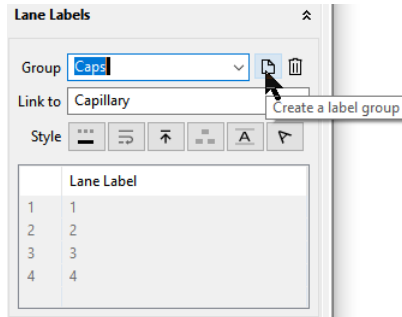 Lane Labels
Group Caps
Create a label group
Link to Capillary
Style A A
Lane Label
1 1
2 2
3 3
4 4